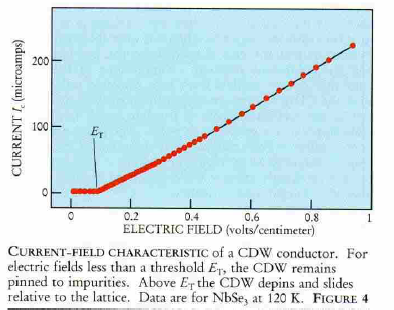 CURRENT I_c (microamps)
200
100
0
E_T
0
0.2
0.4
0.6
0.8
1
ELECTRIC FIELD (volts/centimeter)
CURRENT-FIELD CHARACTERISTIC of a CDW conductor. For
electric fields less than a threshold E_T, the CDW remains
pinned to impurities. Above E_T the CDW depins and slides
relative to the lattice. Data are for NbSe₃ at 120 K. FIGURE 4